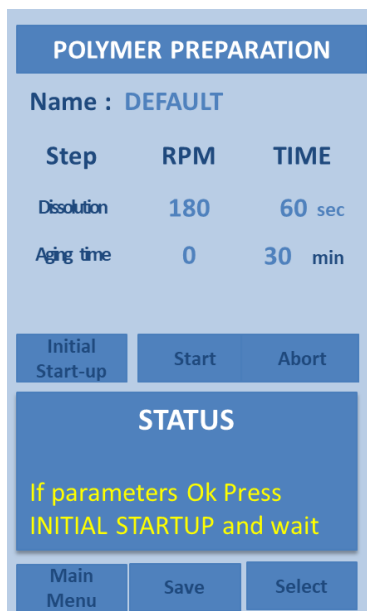 POLYMER PREPARATION
Name : DEFAULT
Step RPM TIME
Dissolution 180 60 sec
Aging time 0 30 min
Initial
Start-up
Start
Abort
STATUS
If parameters Ok Press
INITIAL STARTUP and wait
Main
Menu
Save
Select